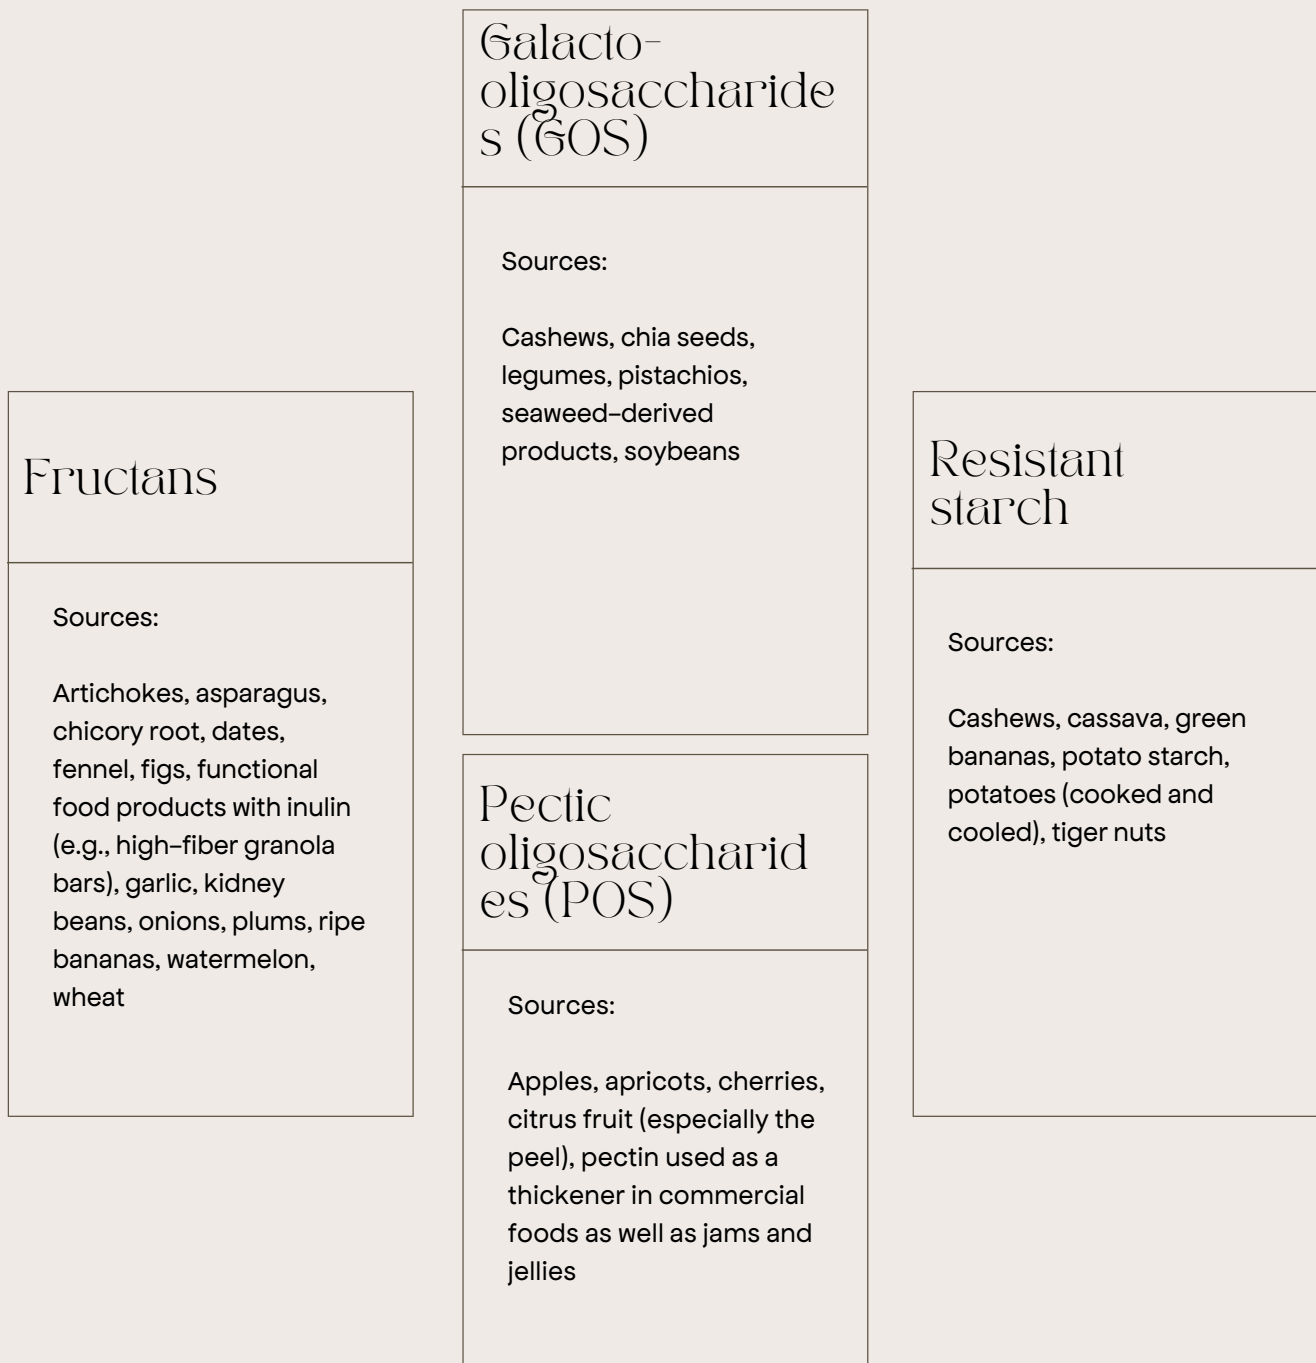 Galacto-
oligosaccharide
s (GOS)
Sources:
Cashews, chia seeds,
legumes, pistachios,
seaweed-derived
products, soybeans
Fructans
Sources:
Artichokes, asparagus,
chicory root, dates,
fennel, figs, functional
food products with inulin
(e.g., high-fiber granola
bars), garlic, kidney
beans, onions, plums, ripe
bananas, watermelon,
wheat
Resistant
starch
Sources:
Cashews, cassava, green
bananas, potato starch,
potatoes (cooked and
cooled), tiger nuts
Pectic
oligosaccharid
es (POS)
Sources:
Apples, apricots, cherries,
citrus fruit (especially the
peel), pectin used as a
thickener in commercial
foods as well as jams and
jellies